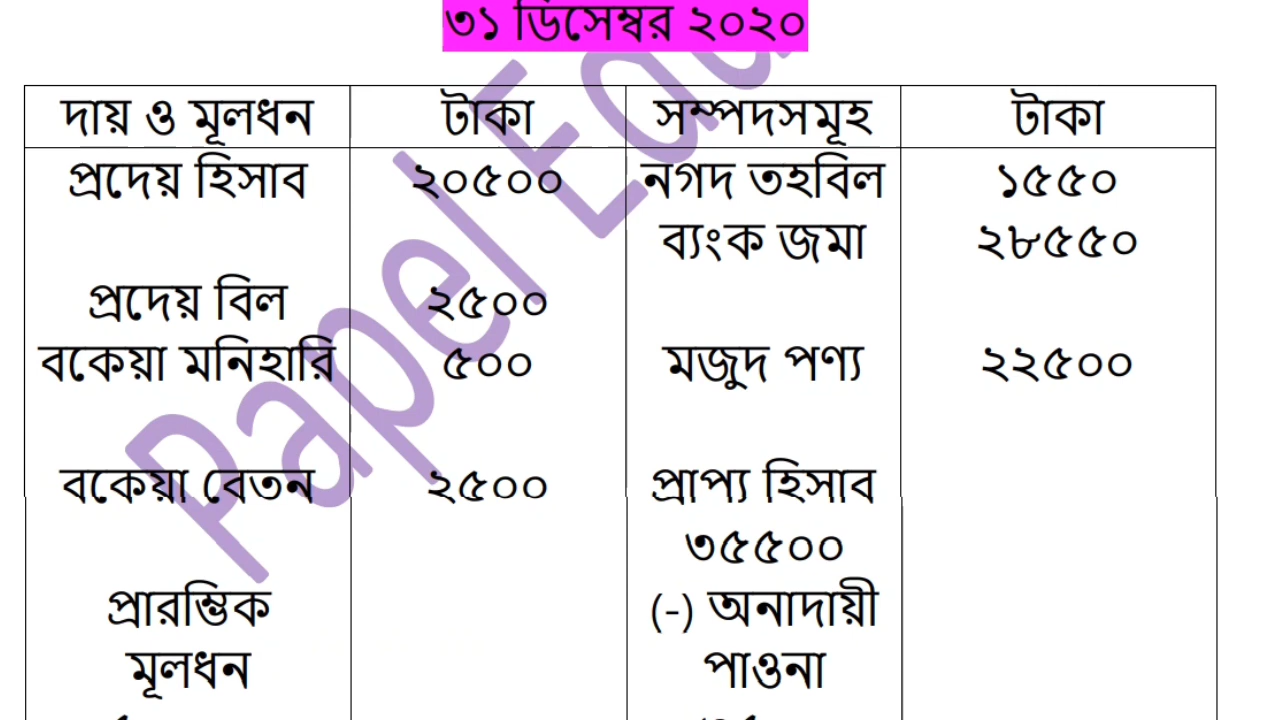 ৩১ ডিসেম্বর ২০২০
দায় ও মূলধন টাকা সম্পদসমূহ টাকা
প্রদেয় হিসাব ২০৫০০ নগদ তহবিল ১৫৫০
ব্যংক জমা ২৮৫৫০
প্রদেয় বিল ২৫০০
বকেয়া মনিহারি ৫০০ মজুদ পণ্য ২২৫০০
বকেয়া বেতন ২৫০০ প্রাপ্য হিসাব
৩৫৫০০
প্রারম্ভিক (-) অনাদায়ী
মূলধন পাওনা
Papel